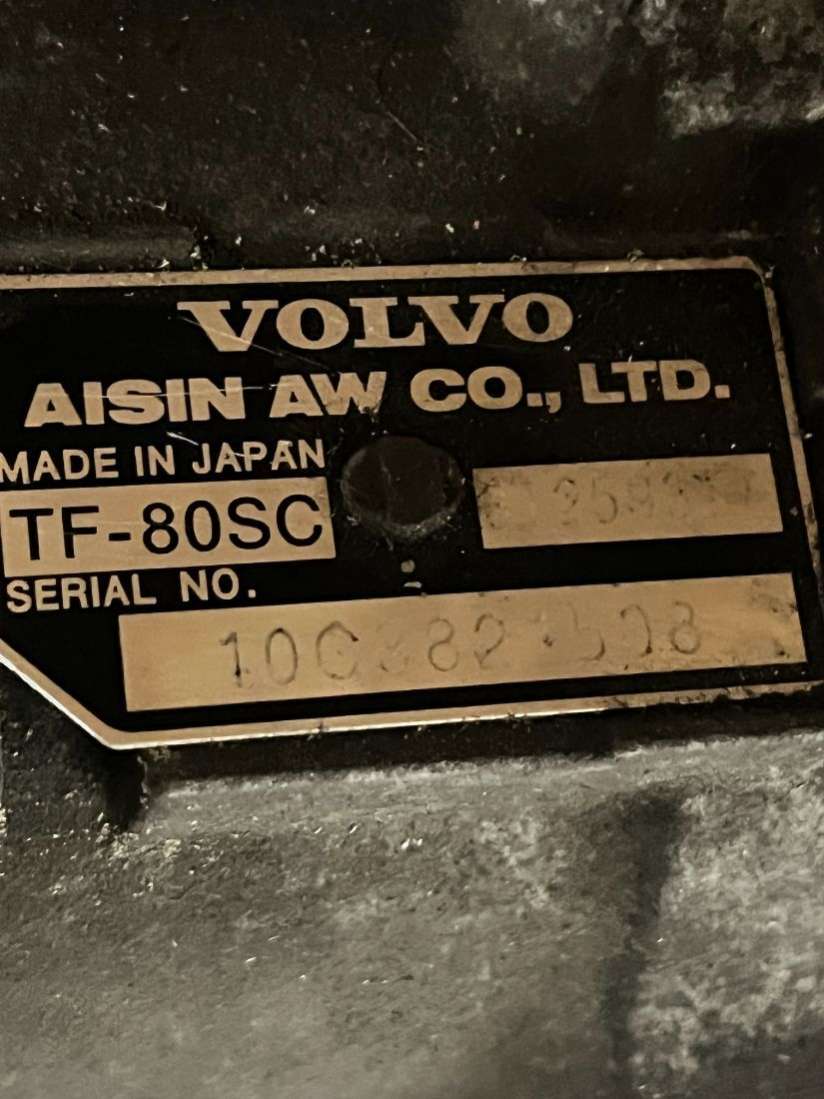 VOLVO
AISIN AW CO., LTD.
MADE IN JAPAN
TF-80SC
SERIAL NO.